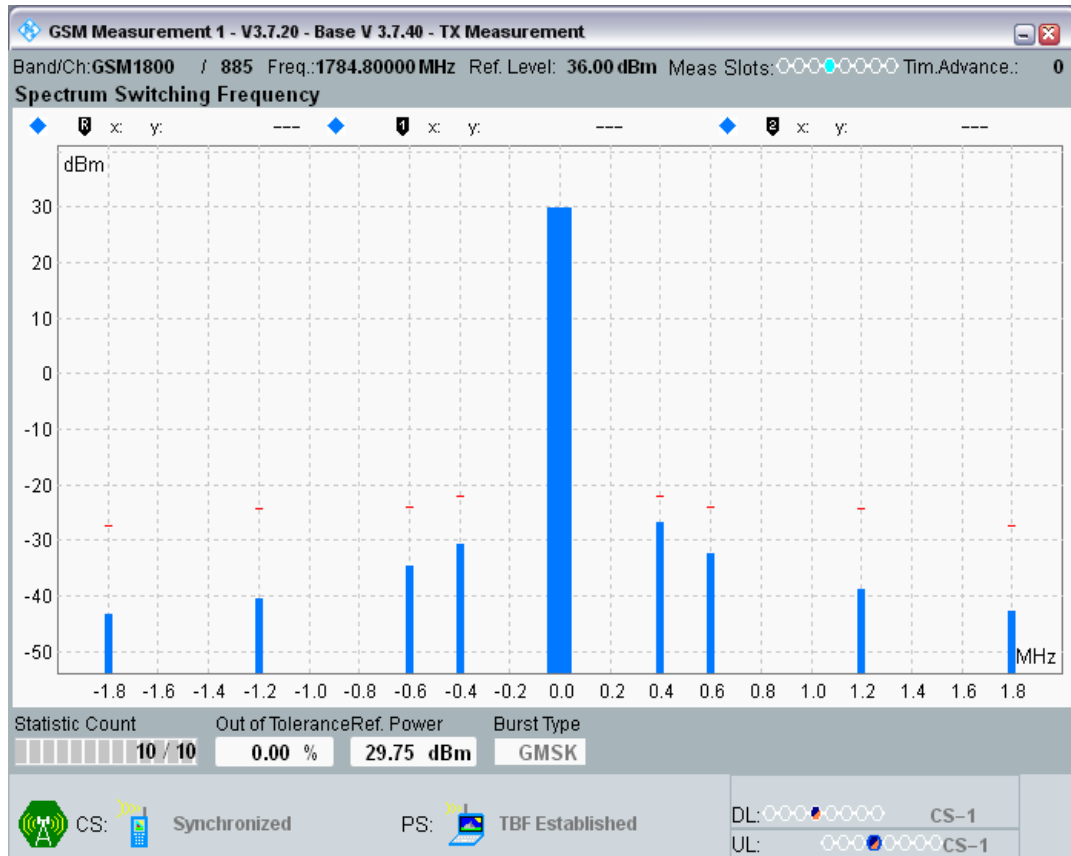 GSM Measurement 1 - V3.7.20 - Base V 3.7.40 - TX Measurement
Band/Ch:GSM1800 / 885 Freq.:1784.80000 MHz Ref. Level: 36.00 dBm Meas Slots: Tim.Advance.: 0
Spectrum Switching Frequency
R x: y: --- 1 x: y: --- 2 x: y: ---
dBm
30
20
10
0
-10
-20
-30
-40
-50
MHz
-1.8 -1.6 -1.4 -1.2 -1.0 -0.8 -0.6 -0.4 -0.2 0.0 0.2 0.4 0.6 0.8 1.0 1.2 1.4 1.6 1.8
Statistic Count Out of Tolerance Ref. Power Burst Type
10 / 10 0.00 % 29.75 dBm GMSK
CS: Synchronized PS: TBF Established DL: CS-1
UL: CS-1